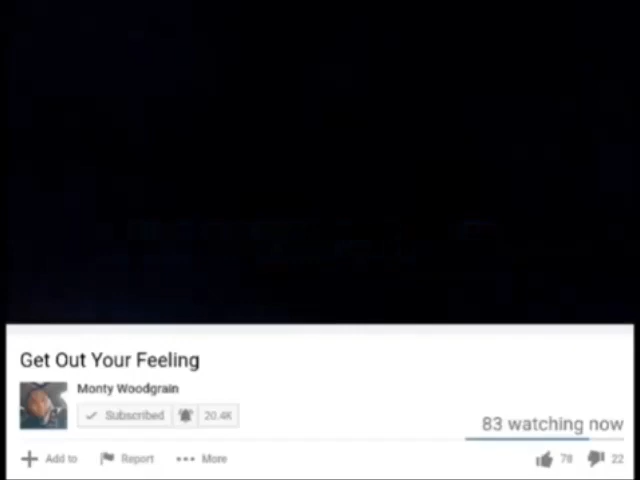 Get Out Your Feeling
Monty Woodgrain
Subscribed 20.4K
83 watching now
Add to Report More 78 22